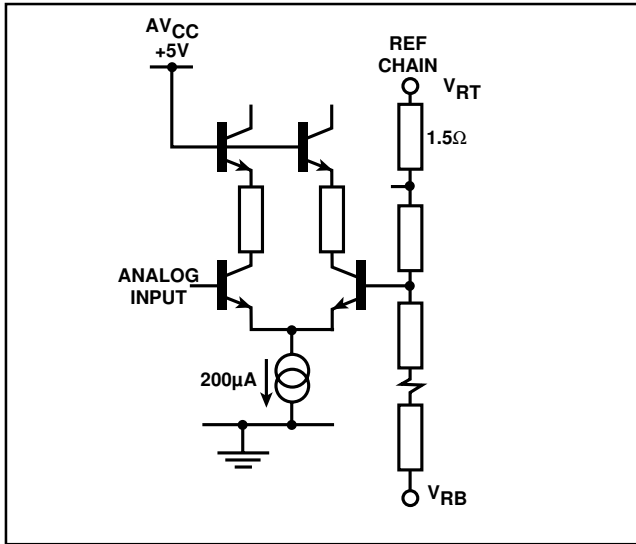 AVCC
+5V
REF
CHAIN
VRT
1.5Ω
ANALOG
INPUT
200µA
VRB